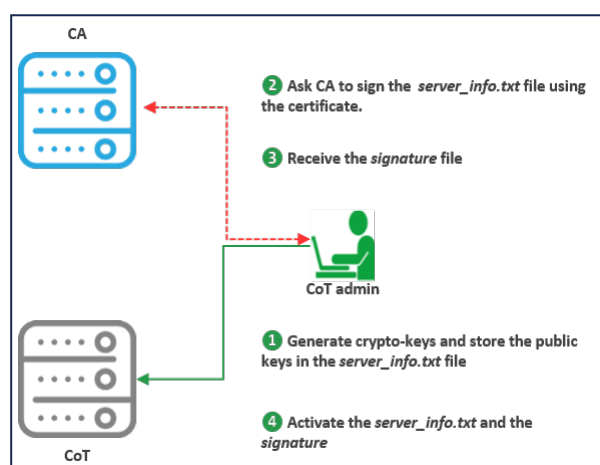 CA
2 Ask CA to sign the server_info.txt file using
the certificate.
3 Receive the signature file
CoT admin
1 Generate crypto-keys and store the public
keys in the server_info.txt file
4 Activate the server_info.txt and the
signature
CoT